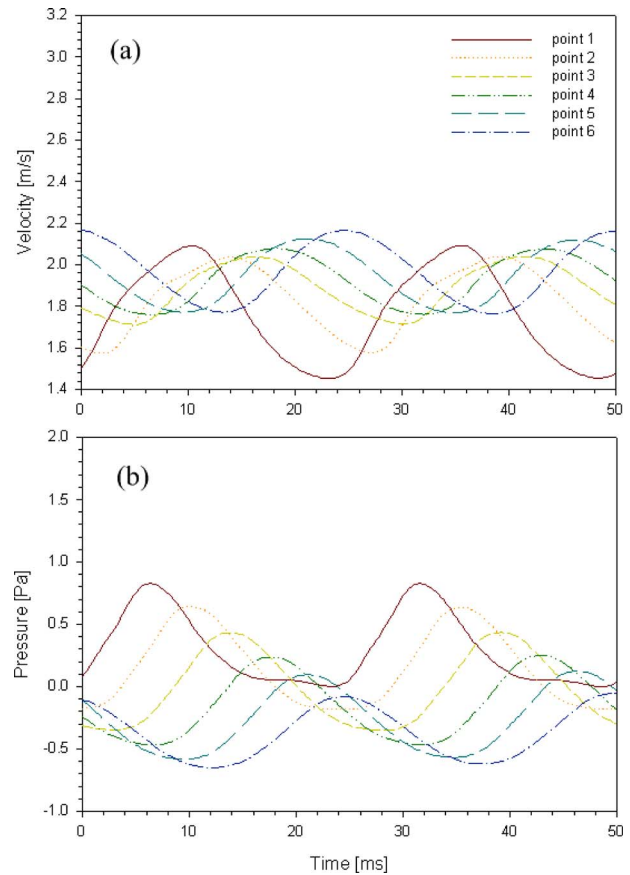 3.2
3.0
2.8
2.6
2.4
2.2
2.0
1.8
1.6
1.4
Velocity [m/s]
(a)
point 1
point 2
point 3
point 4
point 5
point 6
0 10 20 30 40 50
2.0
1.5
1.0
0.5
0.0
-0.5
-1.0
Pressure [Pa]
(b)
0 10 20 30 40 50
Time [ms]